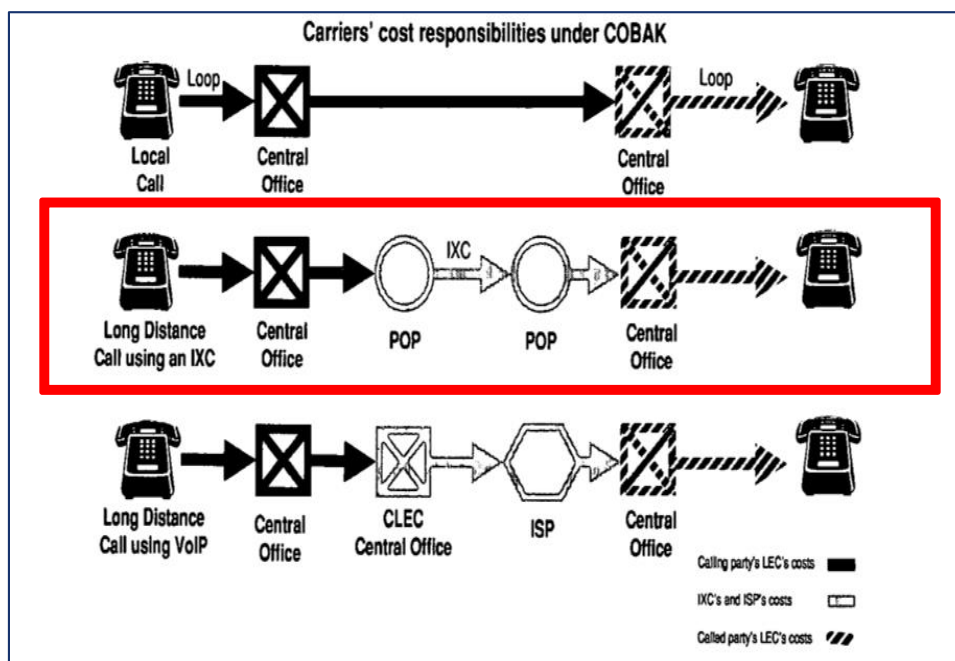 Carriers' cost responsibilities under COBAK
Loop
Loop
Local
Call
Central
Office
Central
Office
IXC
Long Distance
Call using an IXC
Central
Office
POP
POP
Central
Office
Long Distance
Call using VoIP
Central
Office
CLEC
Central Office
ISP
Central
Office
Calling party's LEC's costs
IXC's and ISP's costs
Called party's LEC's costs